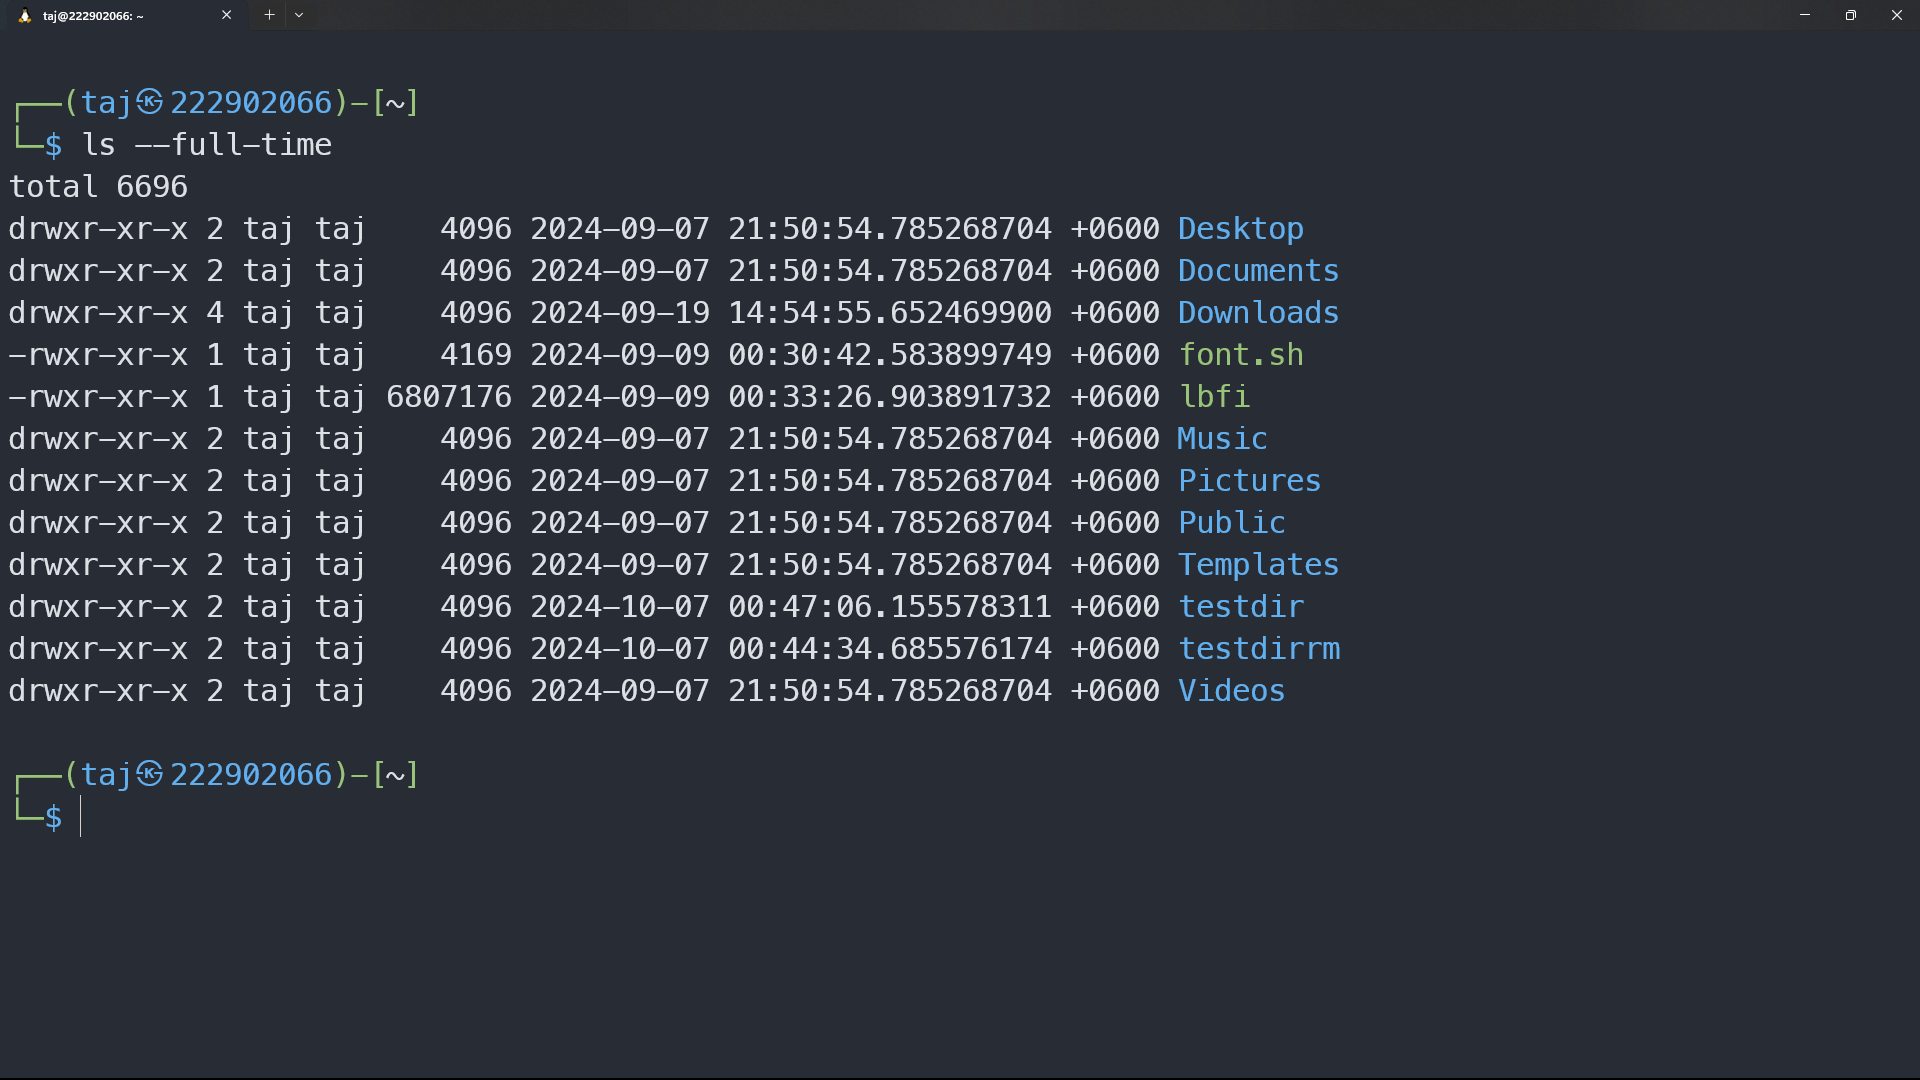 taj@222902066: ~
┌──(taj㉿222902066)-[~]
└─$ ls --full-time
total 6696
drwxr-xr-x 2 taj taj    4096 2024-09-07 21:50:54.785268704 +0600 Desktop
drwxr-xr-x 2 taj taj    4096 2024-09-07 21:50:54.785268704 +0600 Documents
drwxr-xr-x 4 taj taj    4096 2024-09-19 14:54:55.652469900 +0600 Downloads
-rwxr-xr-x 1 taj taj    4169 2024-09-09 00:30:42.583899749 +0600 font.sh
-rwxr-xr-x 1 taj taj 6807176 2024-09-09 00:33:26.903891732 +0600 lbfi
drwxr-xr-x 2 taj taj    4096 2024-09-07 21:50:54.785268704 +0600 Music
drwxr-xr-x 2 taj taj    4096 2024-09-07 21:50:54.785268704 +0600 Pictures
drwxr-xr-x 2 taj taj    4096 2024-09-07 21:50:54.785268704 +0600 Public
drwxr-xr-x 2 taj taj    4096 2024-09-07 21:50:54.785268704 +0600 Templates
drwxr-xr-x 2 taj taj    4096 2024-10-07 00:47:06.155578311 +0600 testdir
drwxr-xr-x 2 taj taj    4096 2024-10-07 00:44:34.685576174 +0600 testdirrm
drwxr-xr-x 2 taj taj    4096 2024-09-07 21:50:54.785268704 +0600 Videos
┌──(taj㉿222902066)-[~]
└─$